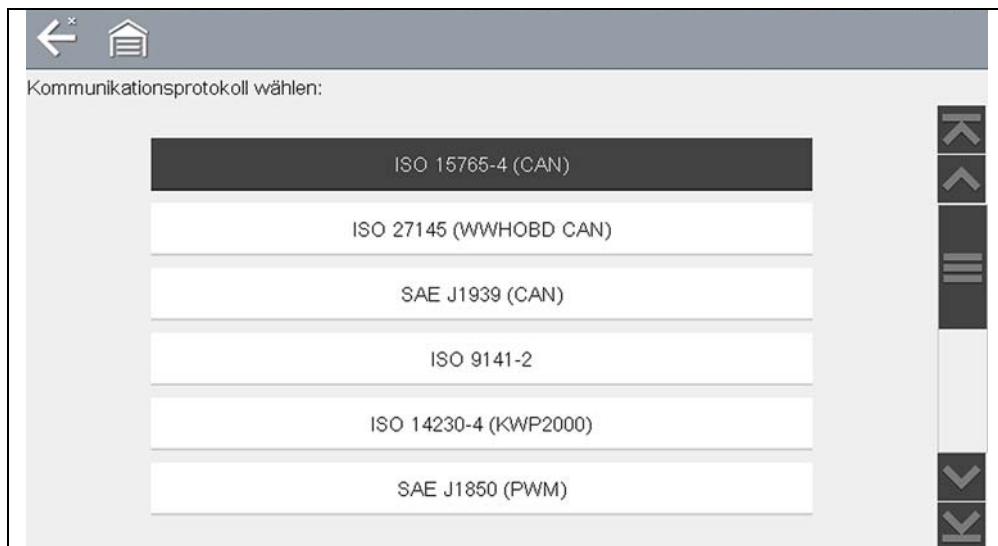 Kommunikationsprotokoll wählen:
ISO 15765-4 (CAN)
ISO 27145 (WWHOBD CAN)
SAE J1939 (CAN)
ISO 9141-2
ISO 14230-4 (KWP2000)
SAE J1850 (PWM)